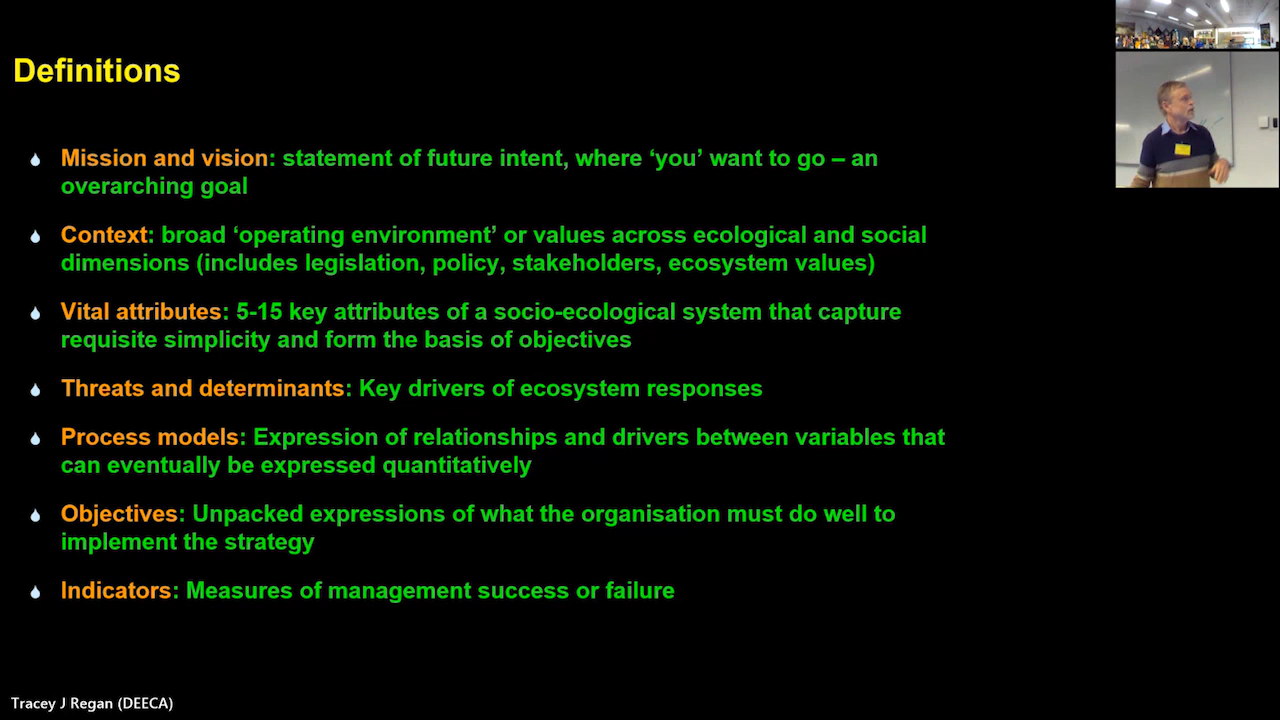 Definitions
Mission and vision: statement of future intent, where ‘you’ want to go – an
overarching goal
Context: broad ‘operating environment’ or values across ecological and social
dimensions (includes legislation, policy, stakeholders, ecosystem values)
Vital attributes: 5-15 key attributes of a socio-ecological system that capture
requisite simplicity and form the basis of objectives
Threats and determinants: Key drivers of ecosystem responses
Process models: Expression of relationships and drivers between variables that
can eventually be expressed quantitatively
Objectives: Unpacked expressions of what the organisation must do well to
implement the strategy
Indicators: Measures of management success or failure
Tracey J Regan (DEECA)